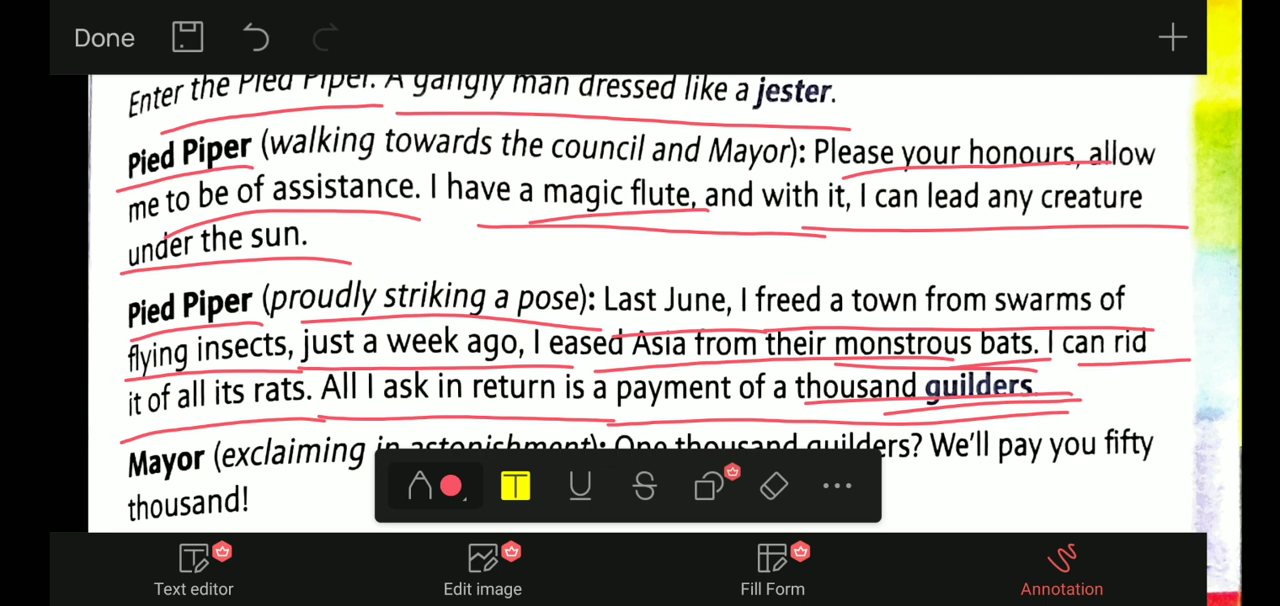 Done
Enter the Pied Piper. A gangly man dressed like a jester.
Pied Piper (walking towards the council and Mayor): Please your honours, allow
me to be of assistance. I have a magic flute, and with it, I can lead any creature
under the sun.
Pied Piper (proudly striking a pose): Last June, I freed a town from swarms of
flying insects, just a week ago, I eased Asia from their monstrous bats. I can rid
it of all its rats. All I ask in return is a payment of a thousand guilders.
Mayor (exclaiming in astonishment): One thousand guilders? We'll pay you fifty
thousand!
T U S
Text editor Edit image Fill Form Annotation